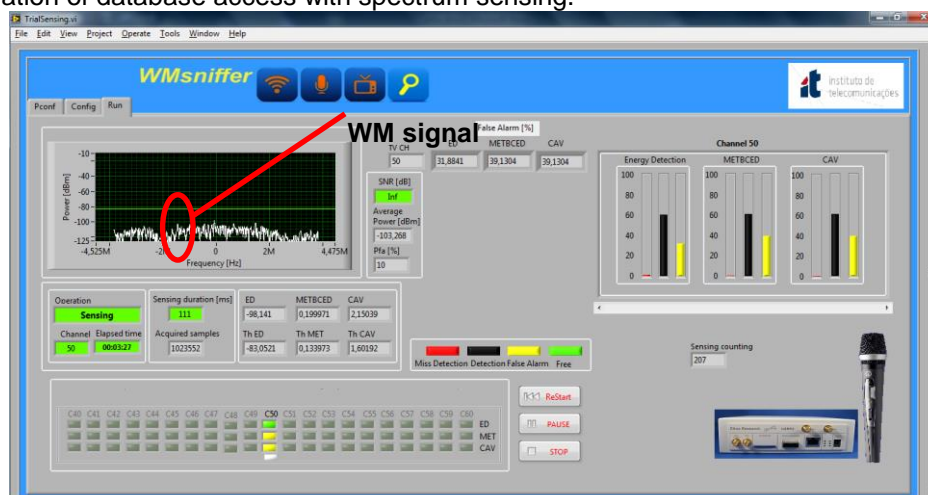 ation of database access with spectrum sensing.
TrialSensing.vi
File Edit View Project Operate Tools Window Help
WMsniffer
instituto de
telecomunicações
Pconf Config Run
WM signal
False Alarm [%]
TV CH ED METBCED CAV
50 31,8841 39,1304 39,1304
Channel 50
Energy Detection METBCED CAV
100 100 100
80 80 80
60 60 60
40 40 40
20 20 20
0 0 0
Power [dBm]
-10
-40
-60
-80
-100
-125
-4,525M -2M 0 2M 4,475M
Frequency [Hz]
SNR [dB]
Inf
Average
Power [dBm]
-103,268
Pfa [%]
10
Operation
Sensing
Channel Elapsed time
50 00:03:27
Sensing duration [ms]
111
Acquired samples
1023552
ED METBCED CAV
-98,141 0,199971 2,15039
Th ED Th MET Th CAV
-83,0521 0,133973 1,60192
Miss Detection Detection False Alarm Free
Sensing counting
207
C40 C41 C42 C43 C44 C45 C46 C47 C48 C49 C50 C51 C52 C53 C54 C55 C56 C57 C58 C59 C60
ED
MET
CAV
ReStart
PAUSE
STOP